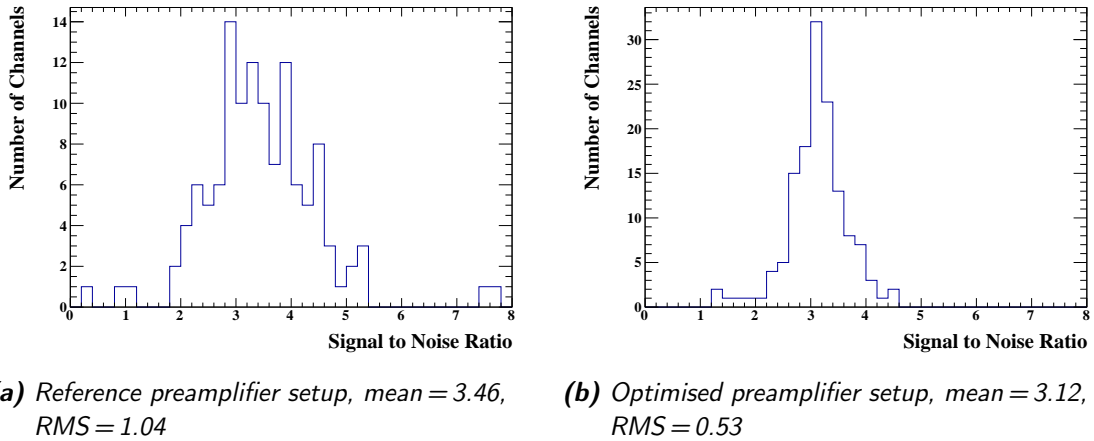 Number of Channels
14
12
10
8
6
4
2
0
0 1 2 3 4 5 6 7 8
Signal to Noise Ratio
Number of Channels
30
25
20
15
10
5
0
0 1 2 3 4 5 6 7 8
Signal to Noise Ratio
a) Reference preamplifier setup, mean = 3.46,
RMS = 1.04
(b) Optimised preamplifier setup, mean = 3.12,
RMS = 0.53